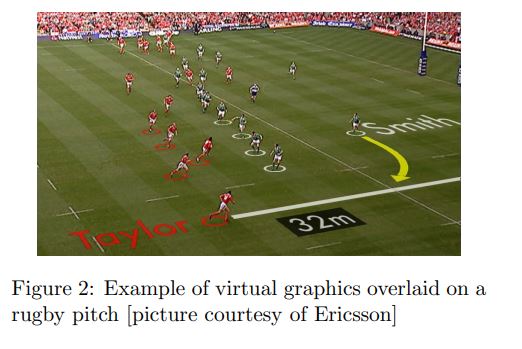 Smith
32m
Taylor
Figure 2: Example of virtual graphics overlaid on a
rugby pitch [picture courtesy of Ericsson]